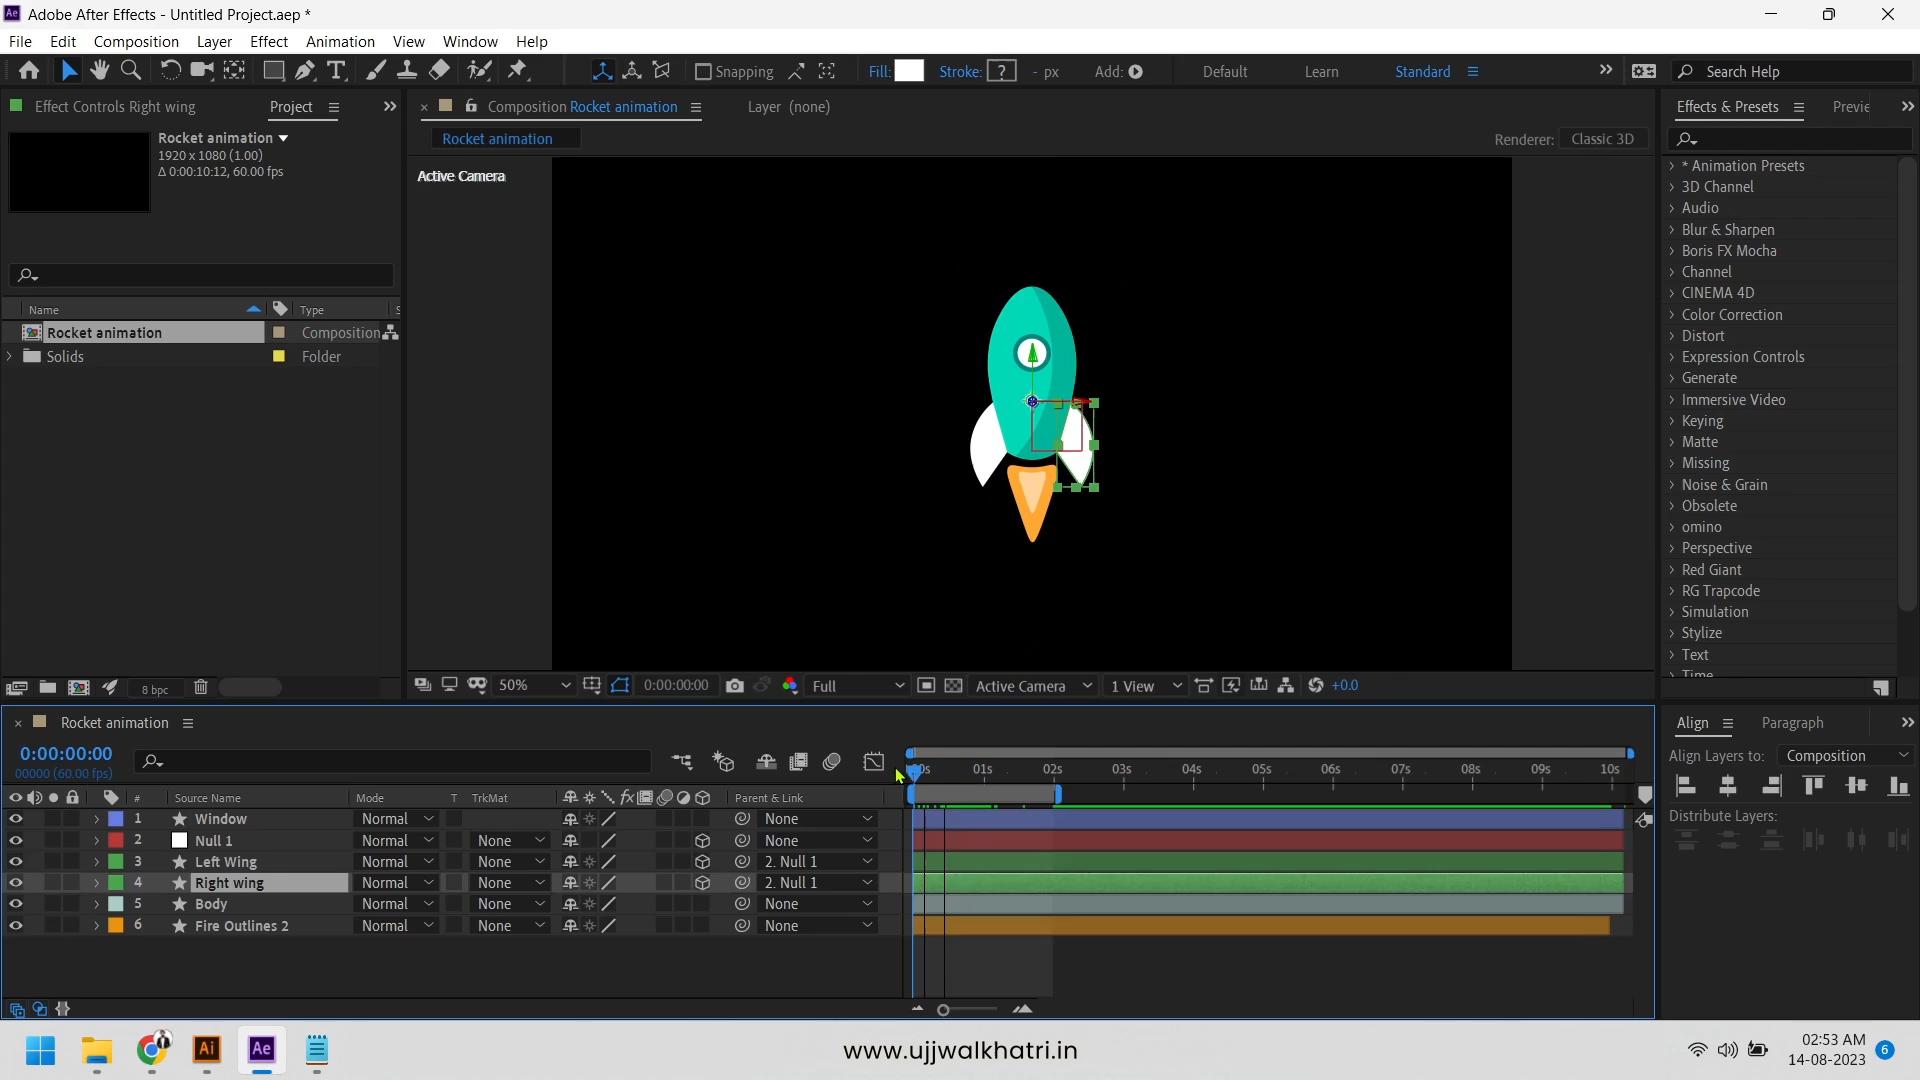 Ae Adobe After Effects - Untitled Project.aep *
File Edit Composition Layer Effect Animation View Window Help
Snapping Fill: Stroke: ? - px Add: Default Learn Standard Search Help
Effect Controls Right wing Project Composition Rocket animation Layer (none) Effects & Presets
Rocket animation
1920 x 1080 (1.00)
Δ 0:00:10:12, 60.00 fps
Rocket animation Renderer: Classic 3D
Active Camera
Name Type
Rocket animation Composition
Solids Folder
8 bpc
* Animation Presets
3D Channel
Audio
Blur & Sharpen
Boris FX Mocha
Channel
CINEMA 4D
Color Correction
Distort
Expression Controls
Generate
Immersive Video
Keying
Matte
Missing
Noise & Grain
Obsolete
omino
Perspective
Red Giant
RG Trapcode
Simulation
Stylize
Text
Time
50% 0:00:00:00 Full Active Camera 1 View +0.0
Rocket animation
0:00:00:00
00000 (60.00 fps)
01s 02s 03s 04s 05s 06s 07s 08s 09s 10s
# Source Name Mode T TrkMat fx Parent & Link
1 Window Normal None
2 Null 1 Normal None None
3 Left Wing Normal None 2. Null 1
4 Right wing Normal None 2. Null 1
5 Body Normal None None
6 Fire Outlines 2 Normal None None
Align Paragraph
Align Layers to: Composition
Distribute Layers:
Ai Ae
www.ujjwalkhatri.in
02:53 AM
14-08-2023
6